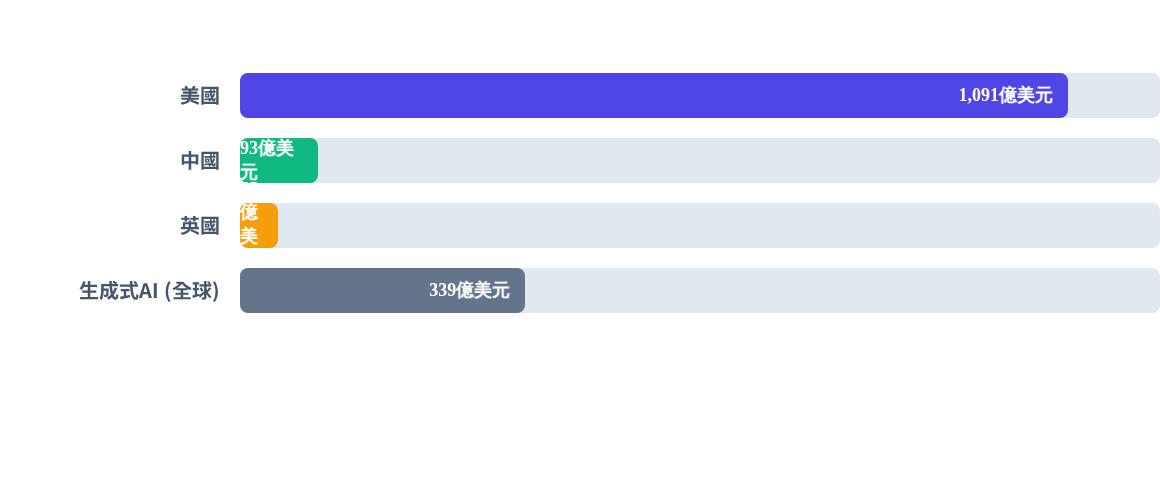 美國
1,091億美元
中國
93億美
元
英國
億
美
生成式AI (全球)
339億美元